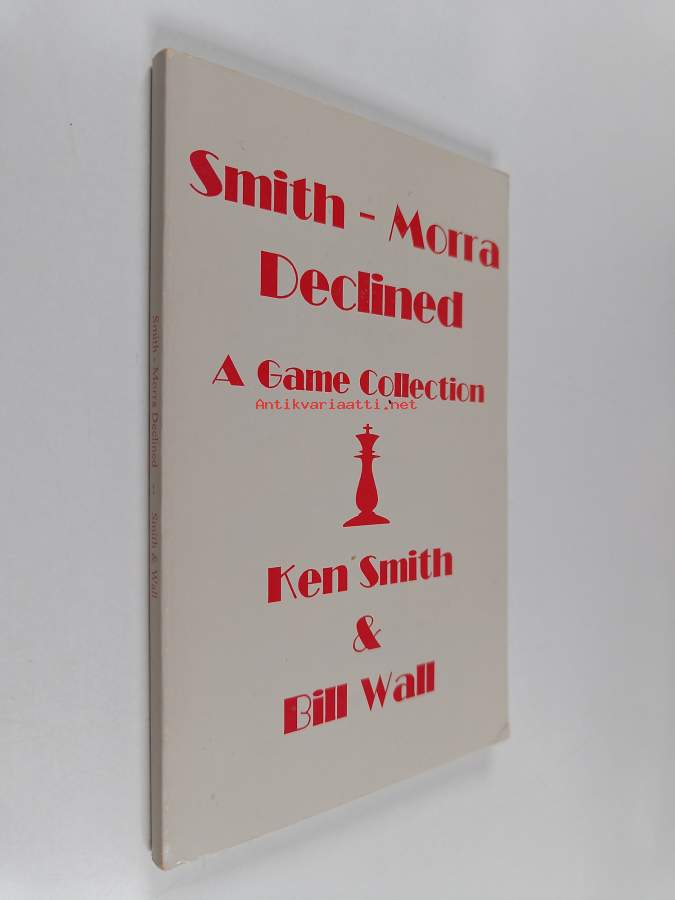 Smith - Morra
Declined
A Game Collection
Antikvariaatti.net
Ken Smith
&
Bill Wall
Smith - Morra Declined -- Smith & Wall